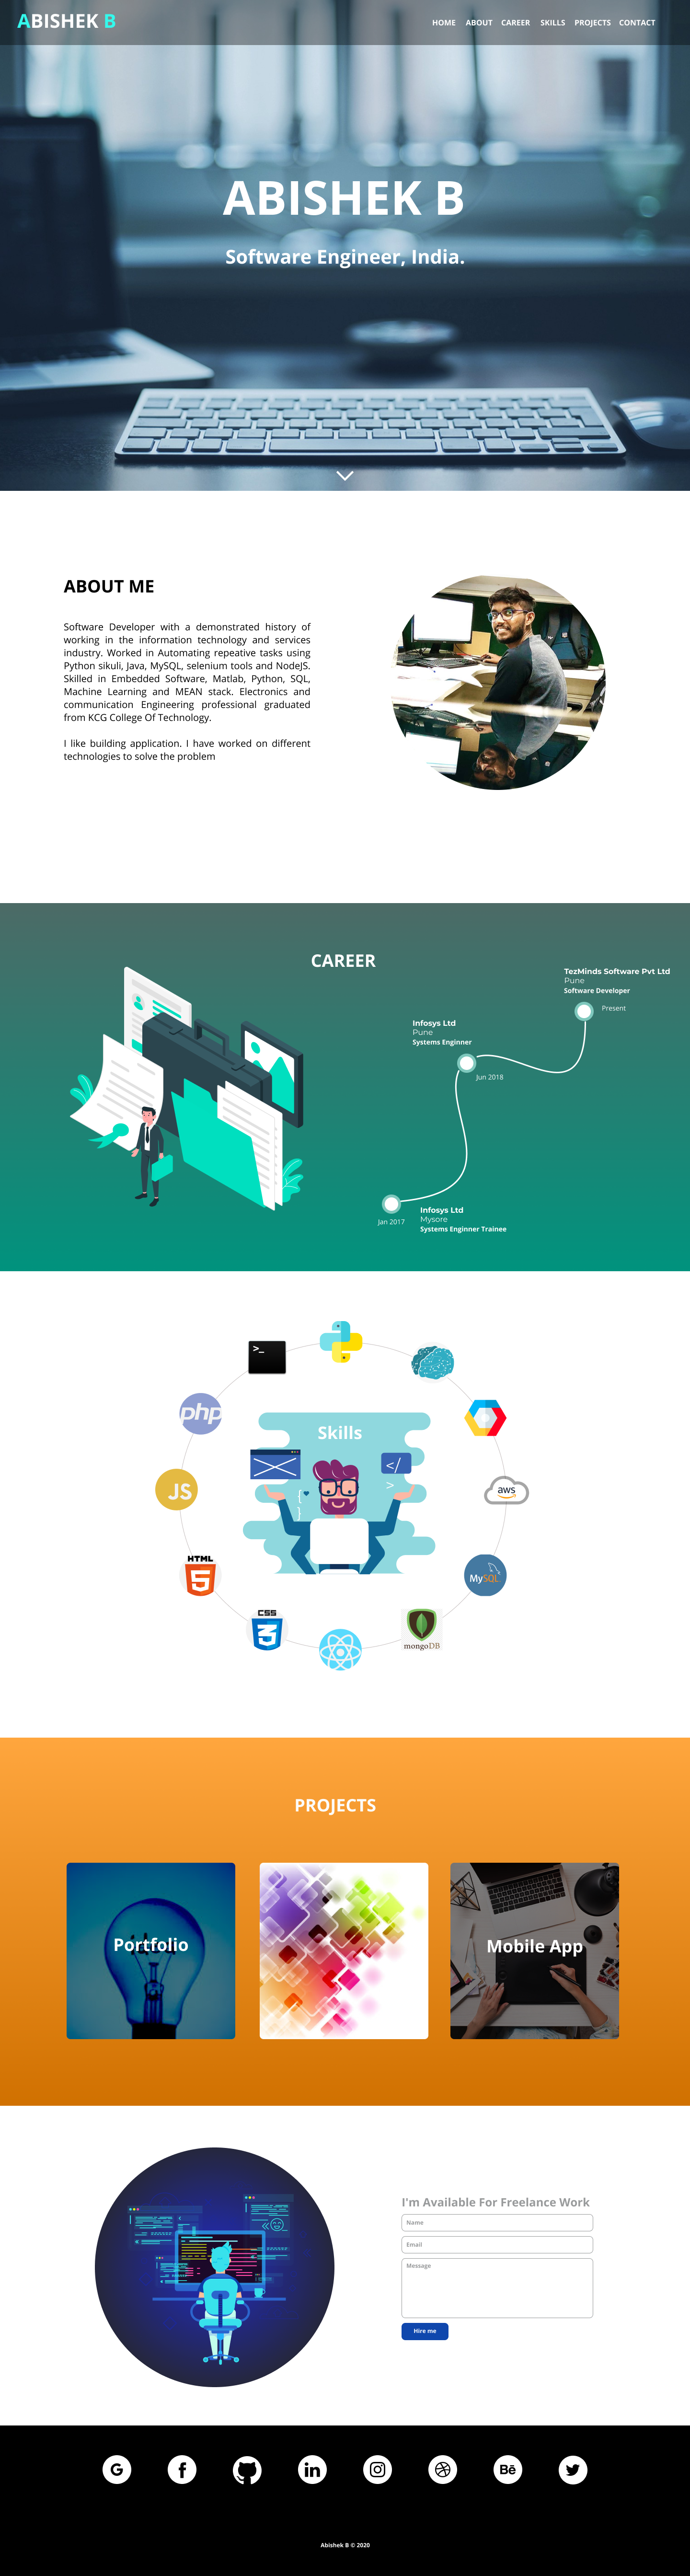 ABISHEK B
HOME ABOUT CAREER SKILLS PROJECTS CONTACT
ABISHEK B
Software Engineer, India.
ABOUT ME
Software Developer with a demonstrated history of
working in the information technology and services
industry. Worked in Automating repeative tasks using
Python sikuli, Java, MySQL, selenium tools and NodeJS.
Skilled in Embedded Software, Matlab, Python, SQL,
Machine Learning and MEAN stack. Electronics and
communication Engineering professional graduated
from KCG College Of Technology.
I like building application. I have worked on different
technologies to solve the problem
CAREER
TezMinds Software Pvt Ltd
Pune
Software Developer
Present
Infosys Ltd
Pune
Systems Enginner
Jun 2018
Infosys Ltd
Mysore
Systems Enginner Trainee
Jan 2017
>_
php
Skills
</
>
JS
aws
HTML
5
MySQL
CSS
3
mongoDB
PROJECTS
Portfolio
Mobile App
I'm Available For Freelance Work
Name
Email
Message
Hire me
G f in Bē
Abishek B © 2020